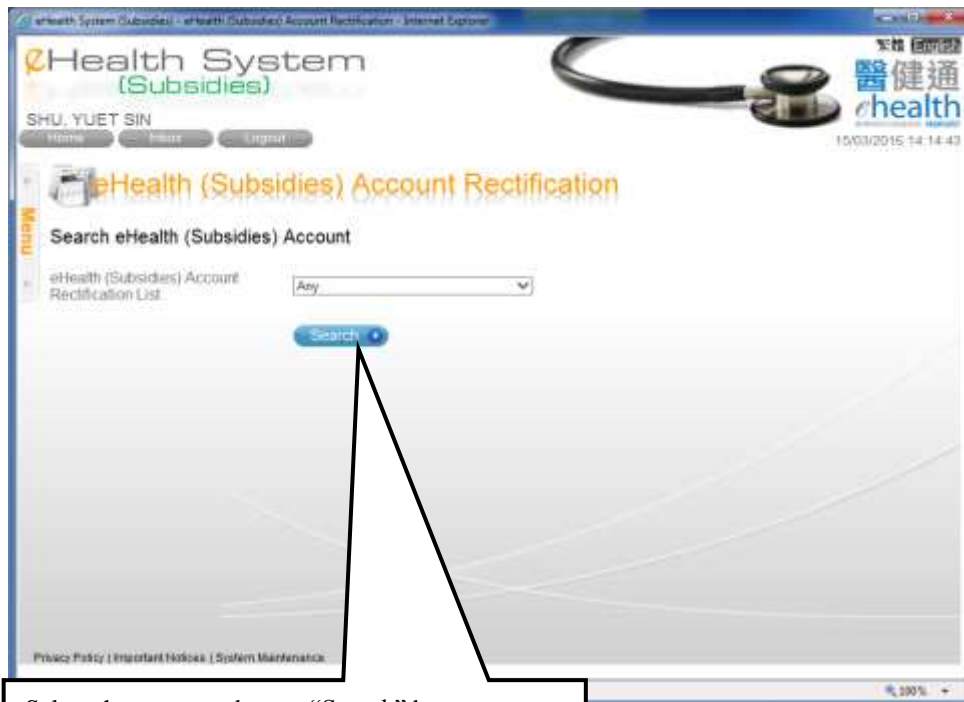 eHealth System (Subsidies) - eHealth (Subsidies) Account Rectification - Internet Explorer
eHealth System
(Subsidies)
繁體 English
醫健通
ehealth
SHU, YUET SIN
Home Inbox Logout
15/03/2016 14:14:43
eHealth (Subsidies) Account Rectification
Menu
Search eHealth (Subsidies) Account
eHealth (Subsidies) Account
Rectification List
Any
Search
Privacy Policy | Important Notices | System Maintenance
100%